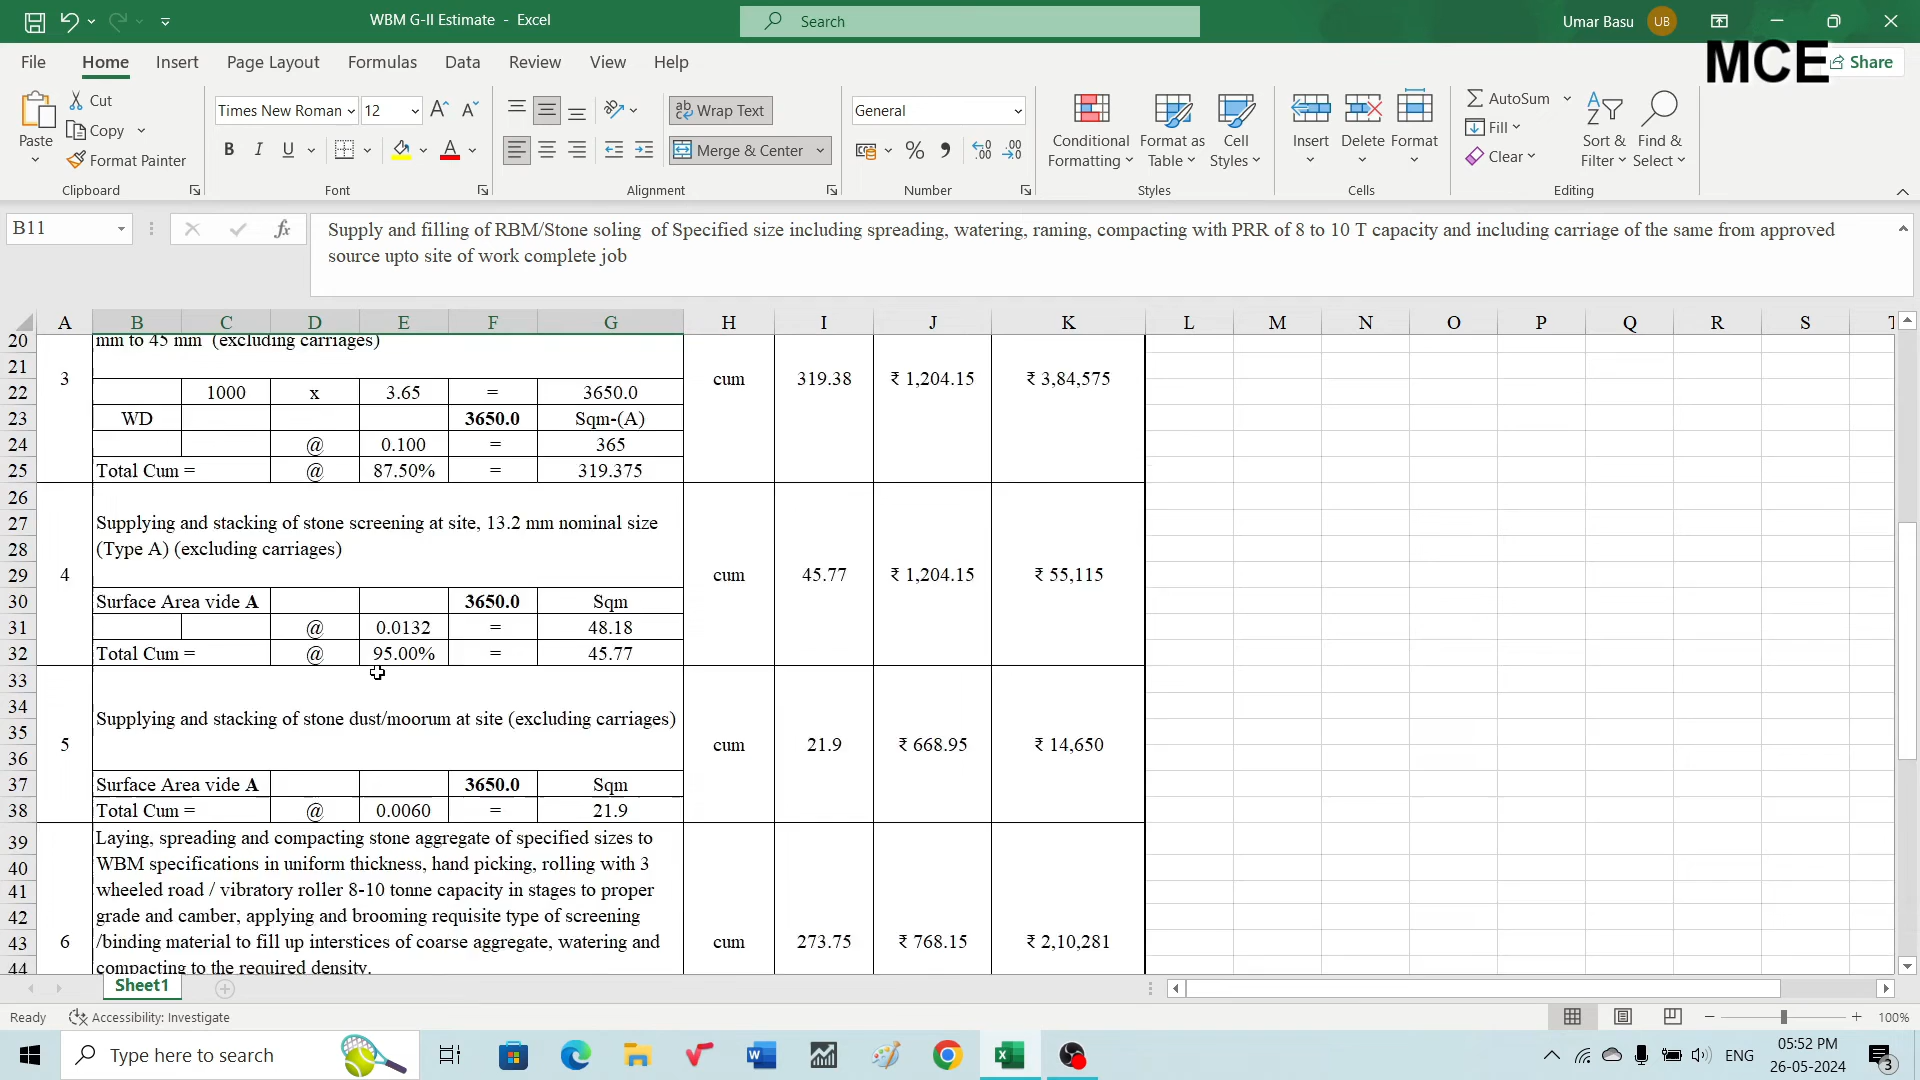 WBM G-II Estimate - Excel
Search
Umar Basu
UB
File Home Insert Page Layout Formulas Data Review View Help
MCE
Share
Paste
Cut
Copy
Format Painter
Clipboard
Times New Roman 12
B I U
Font
Wrap Text
Merge & Center
Alignment
General
Number
Conditional Formatting
Format as Table
Cell Styles
Styles
Insert Delete Format
Cells
AutoSum
Fill
Clear
Sort & Filter
Find & Select
Editing
B11
fx
Supply and filling of RBM/Stone soling of Specified size including spreading, watering, raming, compacting with PRR of 8 to 10 T capacity and including carriage of the same from approved
source upto site of work complete job
A B C D E F G H I J K L M N O P Q R S T
20 mm to 45 mm (excluding carriages)
21
3 cum 319.38 ₹ 1,204.15 ₹ 3,84,575
22 1000 x 3.65 = 3650.0
23 WD 3650.0 Sqm-(A)
24 @ 0.100 = 365
25 Total Cum = @ 87.50% = 319.375
26
27 Supplying and stacking of stone screening at site, 13.2 mm nominal size
28 (Type A) (excluding carriages)
29 4 cum 45.77 ₹ 1,204.15 ₹ 55,115
30 Surface Area vide A 3650.0 Sqm
31 @ 0.0132 = 48.18
32 Total Cum = @ 95.00% = 45.77
33
34
Supplying and stacking of stone dust/moorum at site (excluding carriages)
35
5 cum 21.9 ₹ 668.95 ₹ 14,650
36
37 Surface Area vide A 3650.0 Sqm
38 Total Cum = @ 0.0060 = 21.9
39 Laying, spreading and compacting stone aggregate of specified sizes to
40 WBM specifications in uniform thickness, hand picking, rolling with 3
41 wheeled road / vibratory roller 8-10 tonne capacity in stages to proper
42 grade and camber, applying and brooming requisite type of screening
43 6 /binding material to fill up interstices of coarse aggregate, watering and cum 273.75 ₹ 768.15 ₹ 2,10,281
44 compacting to the required density.
Sheet1
Ready
Accessibility: Investigate
100%
Type here to search
ENG
05:52 PM
26-05-2024
3